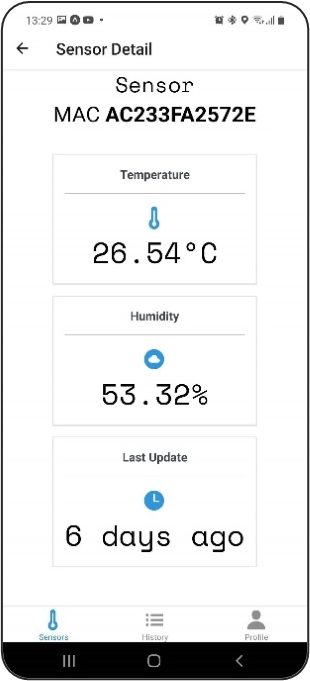 13:29
Sensor Detail
Sensor
MAC AC233FA2572E
Temperature
26.54°C
Humidity
53.32%
Last Update
6 days ago
Sensors History Profile